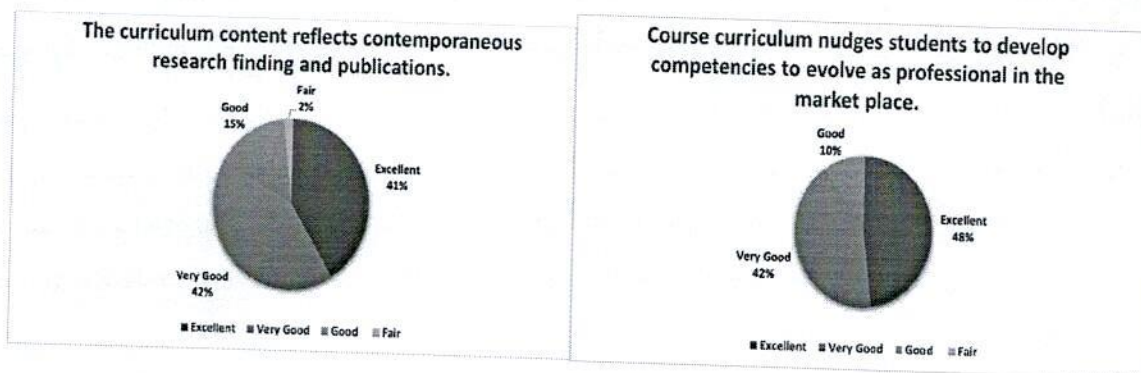 The curriculum content reflects contemporaneous
research finding and publications.
Fair
2%
Good
15%
Excellent
41%
Very Good
42%
Excellent Very Good Good Fair
Course curriculum nudges students to develop
competencies to evolve as professional in the
market place.
Good
10%
Excellent
48%
Very Good
42%
Excellent Very Good Good Fair